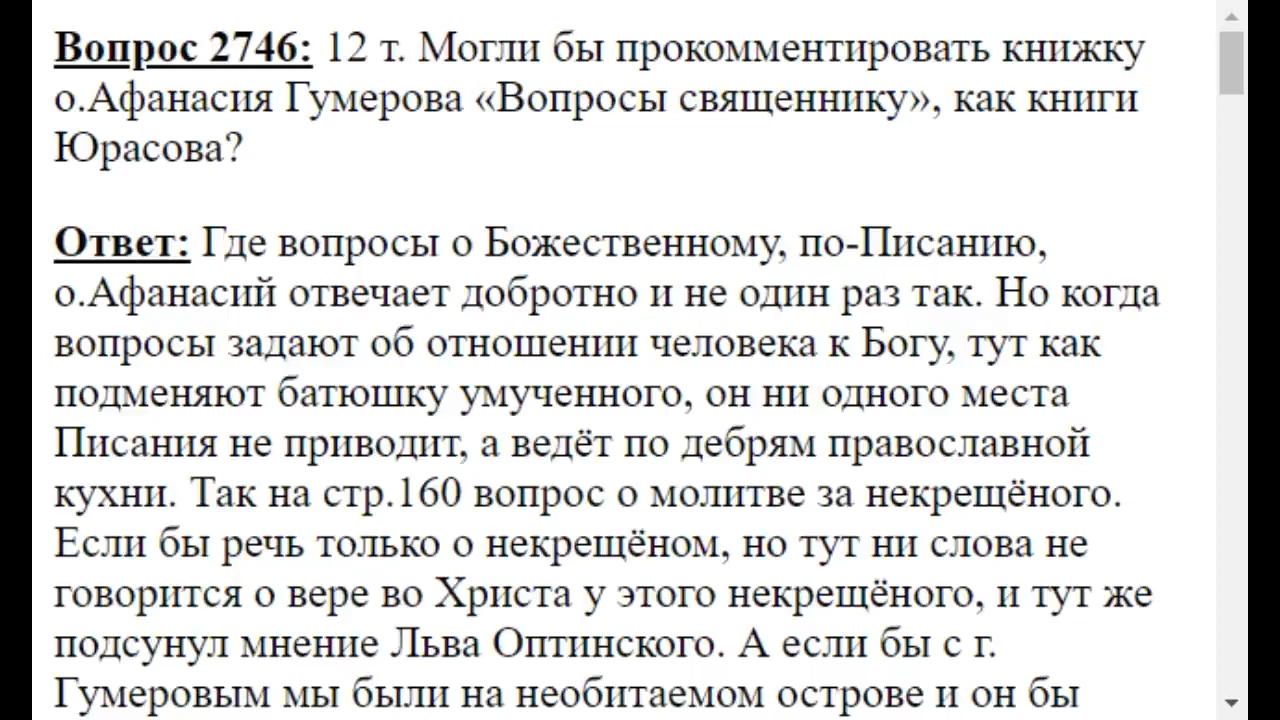 Вопрос 2746: 12 т. Могли бы прокомментировать книжку
о.Афанасия Гумерова «Вопросы священнику», как книги
Юрасова?
Ответ: Где вопросы о Божественному, по-Писанию,
о.Афанасий отвечает добротно и не один раз так. Но когда
вопросы задают об отношении человека к Богу, тут как
подменяют батюшку умученного, он ни одного места
Писания не приводит, а ведёт по дебрям православной
кухни. Так на стр.160 вопрос о молитве за некрещёного.
Если бы речь только о некрещёном, но тут ни слова не
говорится о вере во Христа у этого некрещёного, и тут же
подсунул мнение Льва Оптинского. А если бы с г.
Гумеровым мы были на необитаемом острове и он бы